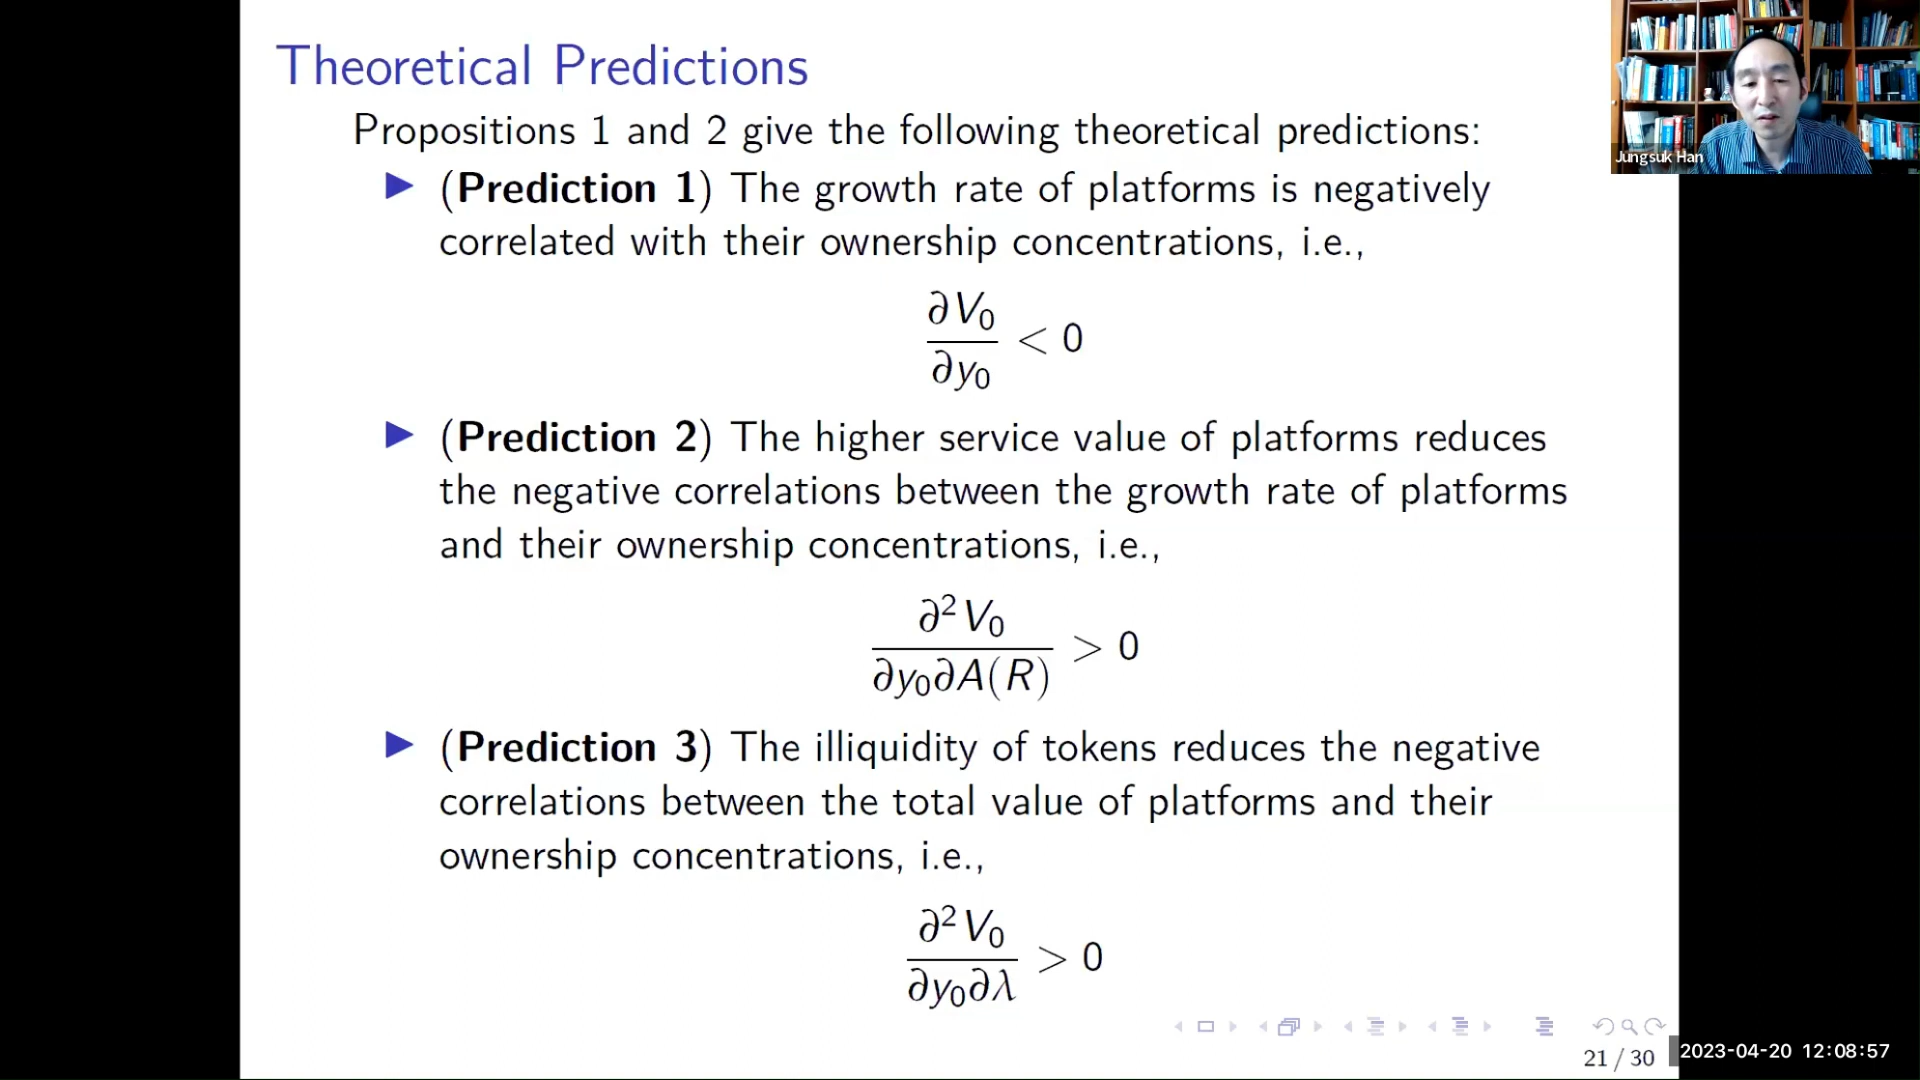 Theoretical Predictions
Propositions 1 and 2 give the following theoretical predictions:
▶ (Prediction 1) The growth rate of platforms is negatively
correlated with their ownership concentrations, i.e.,
∂V₀/∂y₀ < 0
▶ (Prediction 2) The higher service value of platforms reduces
the negative correlations between the growth rate of platforms
and their ownership concentrations, i.e.,
∂²V₀/∂y₀∂A(R) > 0
▶ (Prediction 3) The illiquidity of tokens reduces the negative
correlations between the total value of platforms and their
ownership concentrations, i.e.,
∂²V₀/∂y₀∂λ > 0
21 / 30
Jungsuk Han
2023-04-20 12:08:57